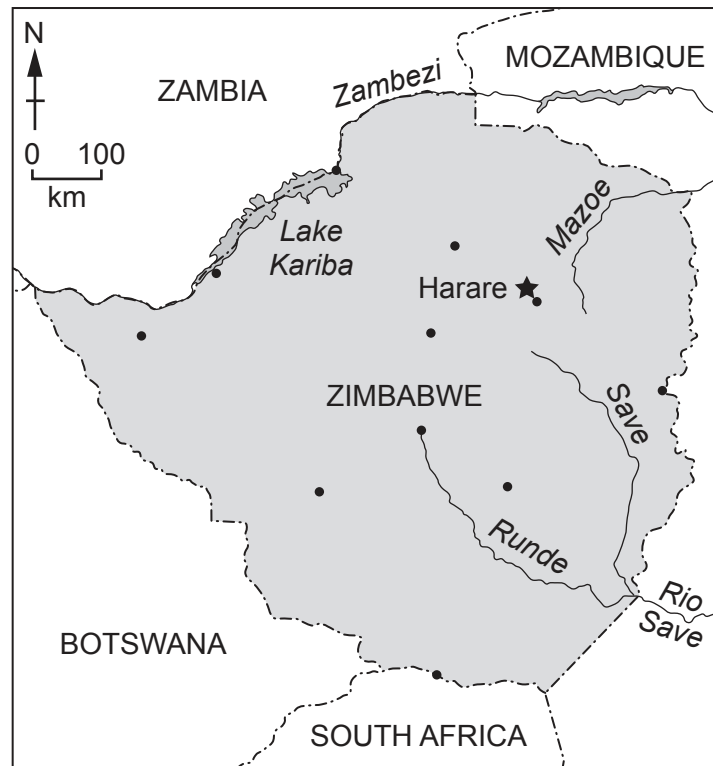 N
MOZAMBIQUE
ZAMBIA
Zambezi
0 100
km
Mazoe
Lake
Kariba
Harare
ZIMBABWE
Save
Runde
Rio
Save
BOTSWANA
SOUTH AFRICA